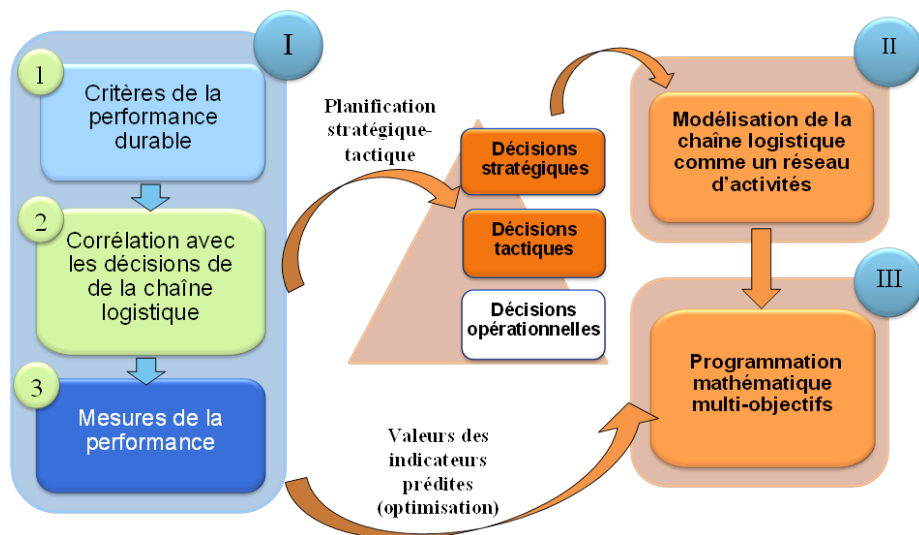 I
1
Critères de la
performance
durable
2
Corrélation avec
les décisions de
de la chaîne
logistique
3
Mesures de la
performance
Planification
stratégique-
tactique
Décisions
stratégiques
Décisions
tactiques
Décisions
opérationnelles
Valeurs des
indicateurs
prédites
(optimisation)
II
Modélisation de la
chaîne logistique
comme un réseau
d'activités
III
Programmation
mathématique
multi-objectifs